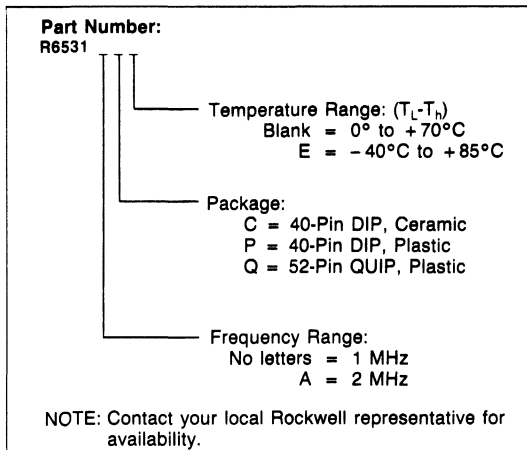 Part Number:
R6531 _ _ _
Temperature Range: (TL-Th)
Blank = 0° to +70°C
E = -40°C to +85°C
Package:
C = 40-Pin DIP, Ceramic
P = 40-Pin DIP, Plastic
Q = 52-Pin QUIP, Plastic
Frequency Range:
No letters = 1 MHz
A = 2 MHz
NOTE: Contact your local Rockwell representative for
availability.